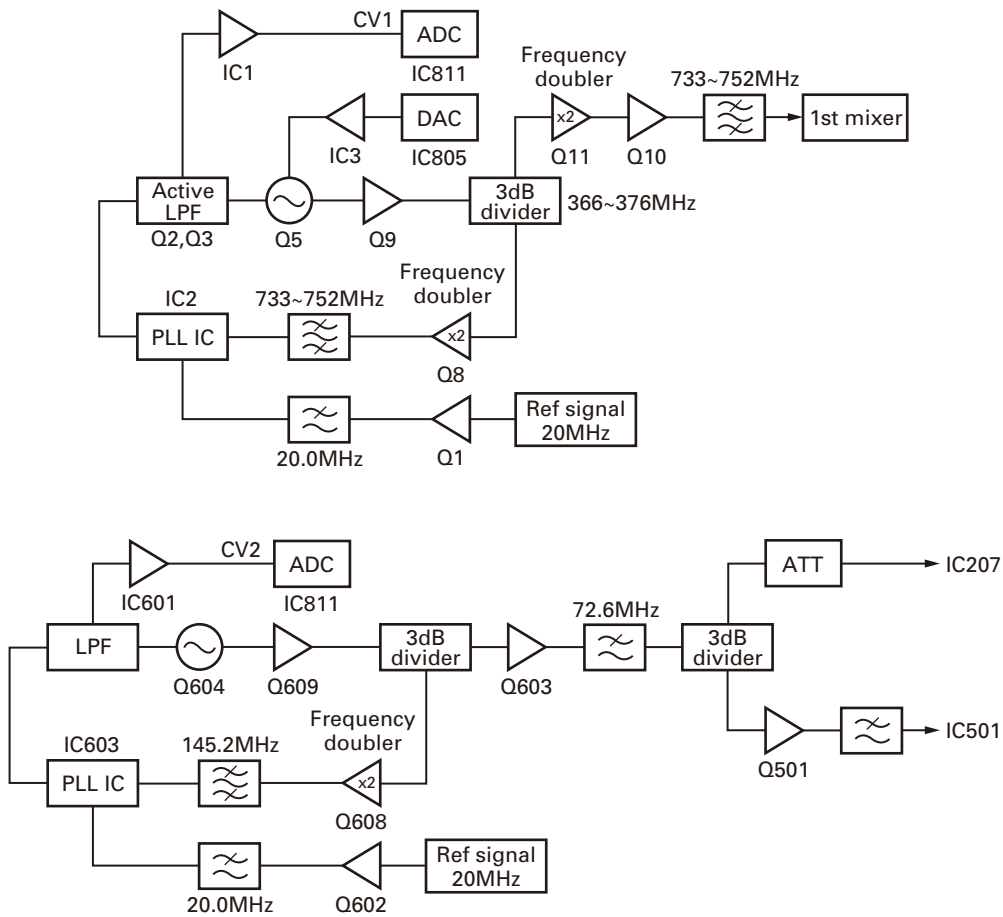 CV1
ADC
IC1
IC811
Frequency
doubler
733~752MHz
DAC
x2
1st mixer
IC3
IC805
Q11
Q10
Active
LPF
3dB
divider
366~376MHz
Q2,Q3
Q5
Q9
Frequency
doubler
IC2
733~752MHz
PLL IC
x2
Q8
Ref signal
20MHz
20.0MHz
Q1
CV2
ADC
ATT
IC207
IC601
IC811
72.6MHz
LPF
3dB
divider
3dB
divider
Q604
Q609
Q603
Frequency
doubler
IC603
145.2MHz
IC501
PLL IC
x2
Q501
Q608
Ref signal
20MHz
20.0MHz
Q602